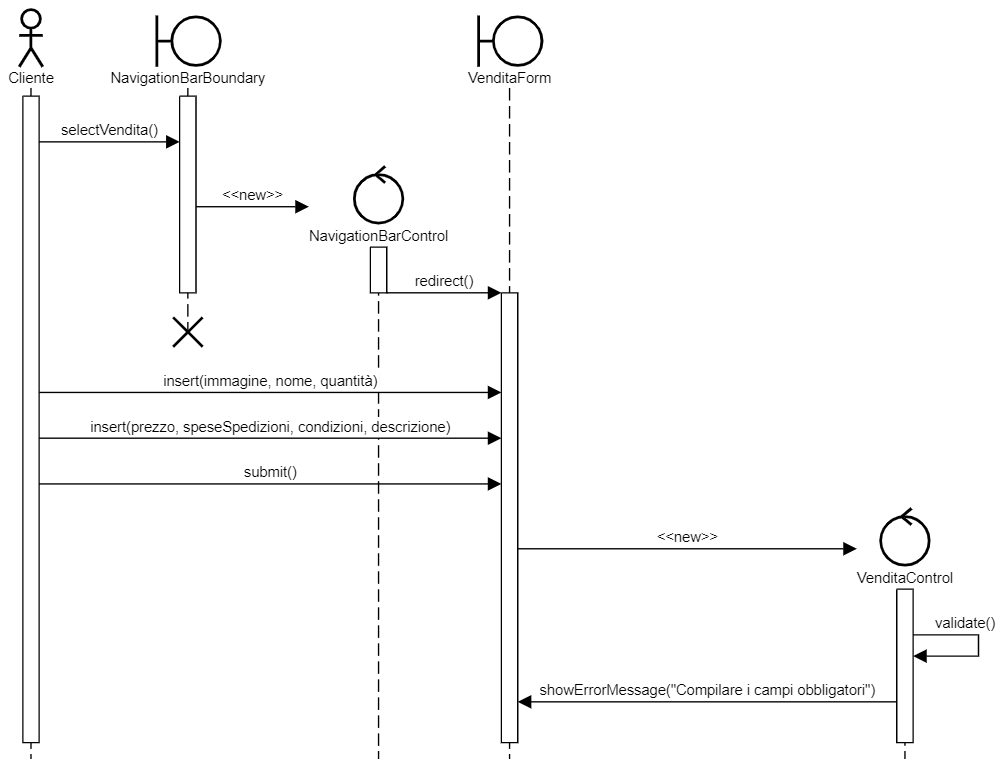 Cliente
NavigationBarBoundary
VenditaForm
selectVendita()
<<new>>
NavigationBarControl
redirect()
insert(immagine, nome, quantità)
insert(prezzo, speseSpedizioni, condizioni, descrizione)
submit()
<<new>>
VenditaControl
validate()
showErrorMessage("Compilare i campi obbligatori")